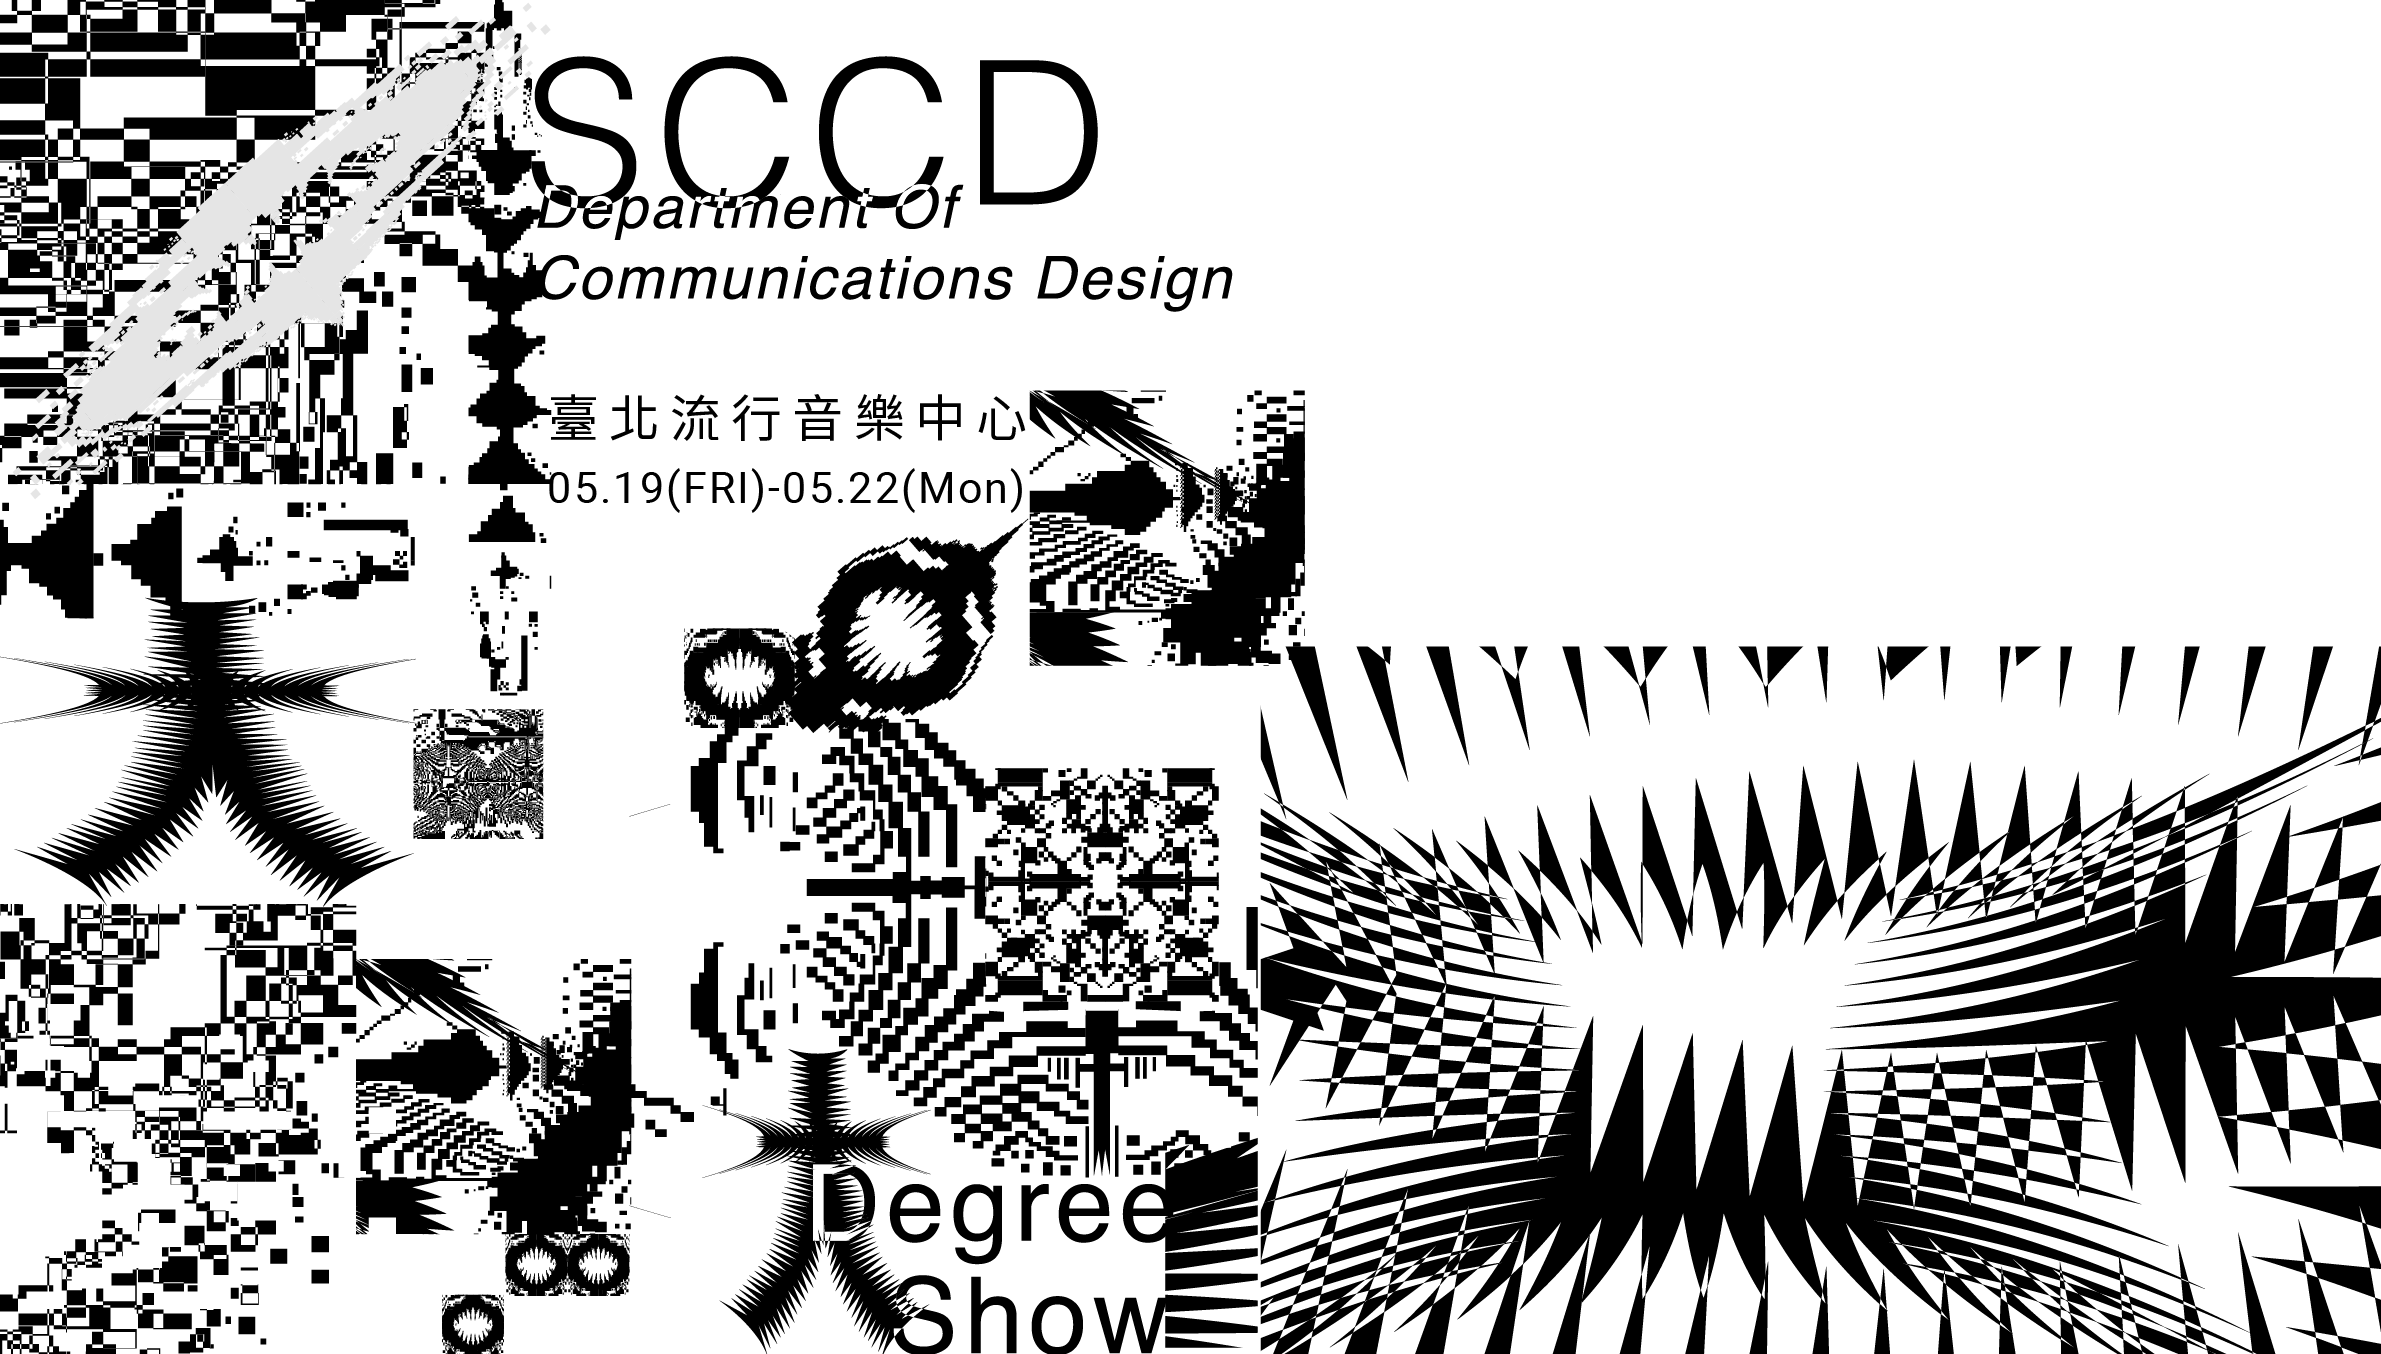 SCCD
Department Of
Communications Design
臺北流行音樂中心
05.19(FRI)-05.22(Mon)
Degree
Show